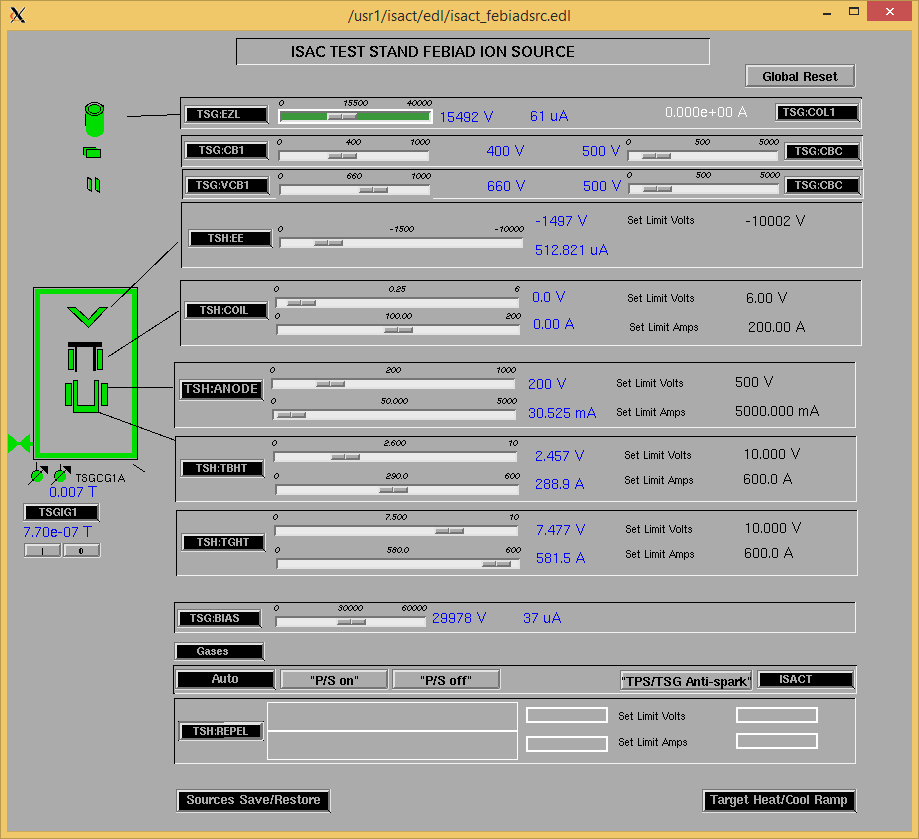 /usr1/isact/edl/isact_febiadsrc.edl
ISAC TEST STAND FEBIAD ION SOURCE
Global Reset
0 15500 40000
TSG:EZL 15492 V 61 uA 0.000e+00 A TSG:COL1
0 400 1000 0 500 5000
TSG:CB1 400 V 500 V TSG:CBC
0 660 1000 0 500 5000
TSG:VCB1 660 V 500 V TSG:CBC
-1497 V Set Limit Volts -10002 V
0 -1500 -10000
TSH:EE
512.821 uA
0 0.25 6
0.0 V Set Limit Volts 6.00 V
TSH:COIL
0 100.00 200
0.00 A Set Limit Amps 200.00 A
0 200 1000
200 V Set Limit Volts 500 V
TSH:ANODE
0 50.000 5000
30.525 mA Set Limit Amps 5000.000 mA
0 2.600 10
2.457 V Set Limit Volts 10.000 V
TSH:TBHT
0 290.0 600
288.9 A Set Limit Amps 600.0 A
TSGCG1A
0.007 T
TSGIG1
7.70e-07 T
I 0
0 7.500 10
7.477 V Set Limit Volts 10.000 V
TSH:TGHT
0 580.0 600
581.5 A Set Limit Amps 600.0 A
0 30000 60000
TSG:BIAS 29978 V 37 uA
Gases
Auto "P/S on" "P/S off" "TPS/TSG Anti-spark" ISACT
Set Limit Volts
TSH:REPEL
Set Limit Amps
Sources Save/Restore Target Heat/Cool Ramp